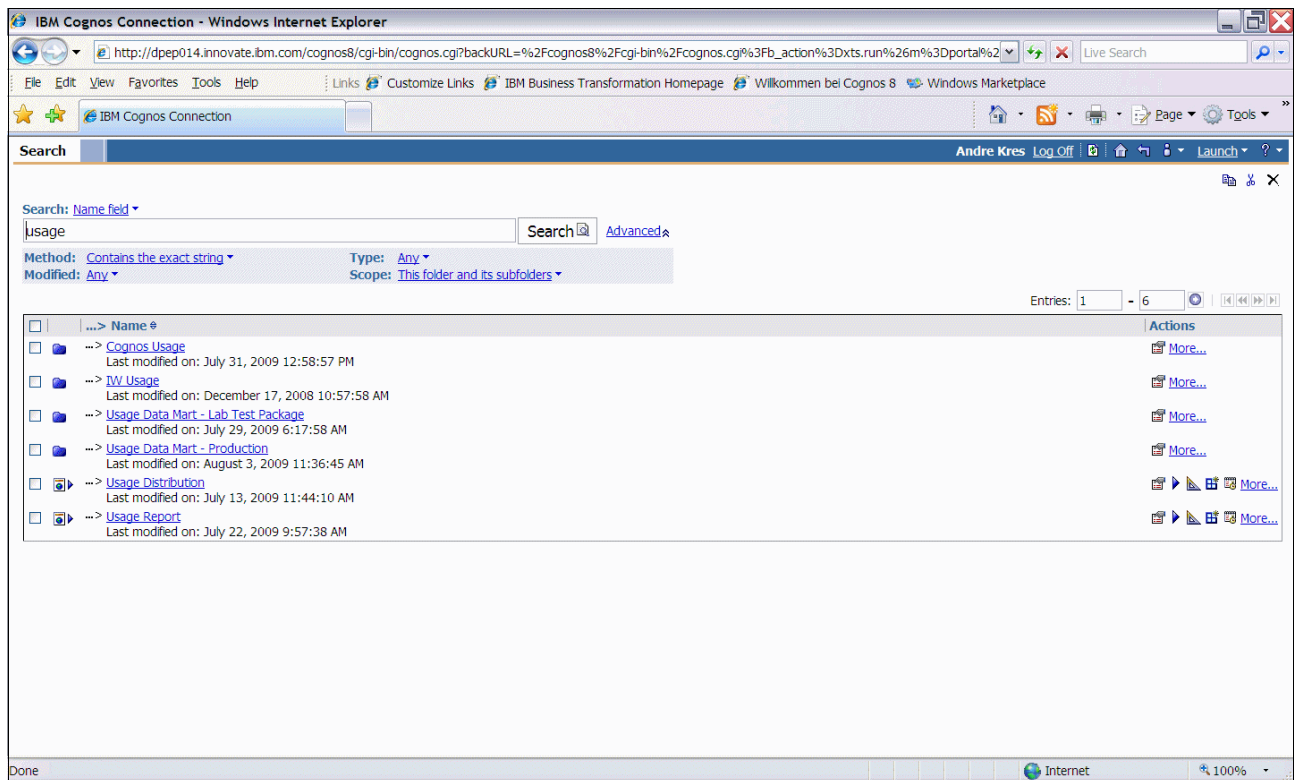 IBM Cognos Connection - Windows Internet Explorer
http://dpep014.innovate.ibm.com/cognos8/cgi-bin/cognos.cgi?backURL=%2Fcognos8%2Fcgi-bin%2Fcognos.cgi%3Fb_action%3Dxts.run%26m%3Dportal%2 Live Search
File Edit View Favorites Tools Help Links Customize Links IBM Business Transformation Homepage Willkommen bei Cognos 8 Windows Marketplace
IBM Cognos Connection Page Tools »
Search Andre Kres Log Off Launch ?
Search: Name field
usage Search Advanced
Method: Contains the exact string Type: Any
Modified: Any Scope: This folder and its subfolders
Entries: 1 - 6
...> Name Actions
...> Cognos Usage More...
Last modified on: July 31, 2009 12:58:57 PM
...> IW Usage More...
Last modified on: December 17, 2008 10:57:58 AM
...> Usage Data Mart - Lab Test Package More...
Last modified on: July 29, 2009 6:17:58 AM
...> Usage Data Mart - Production More...
Last modified on: August 3, 2009 11:36:45 AM
...> Usage Distribution More...
Last modified on: July 13, 2009 11:44:10 AM
...> Usage Report More...
Last modified on: July 22, 2009 9:57:38 AM
Done Internet 100%